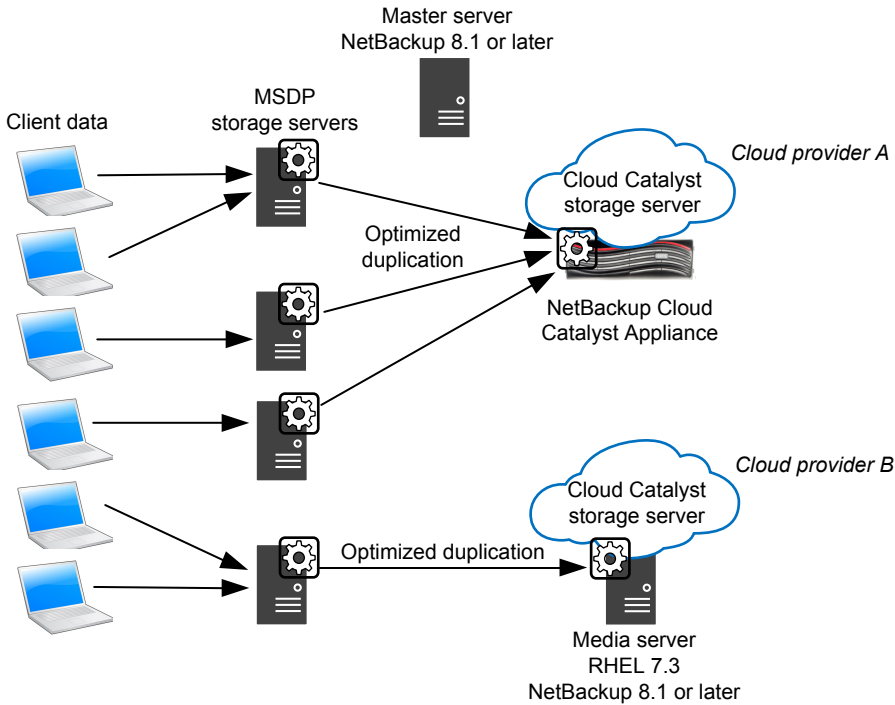 Master server
NetBackup 8.1 or later
MSDP
storage servers
Client data
Cloud provider A
Cloud Catalyst
storage server
Optimized
duplication
NetBackup Cloud
Catalyst Appliance
Cloud provider B
Cloud Catalyst
storage server
Optimized duplication
Media server
RHEL 7.3
NetBackup 8.1 or later